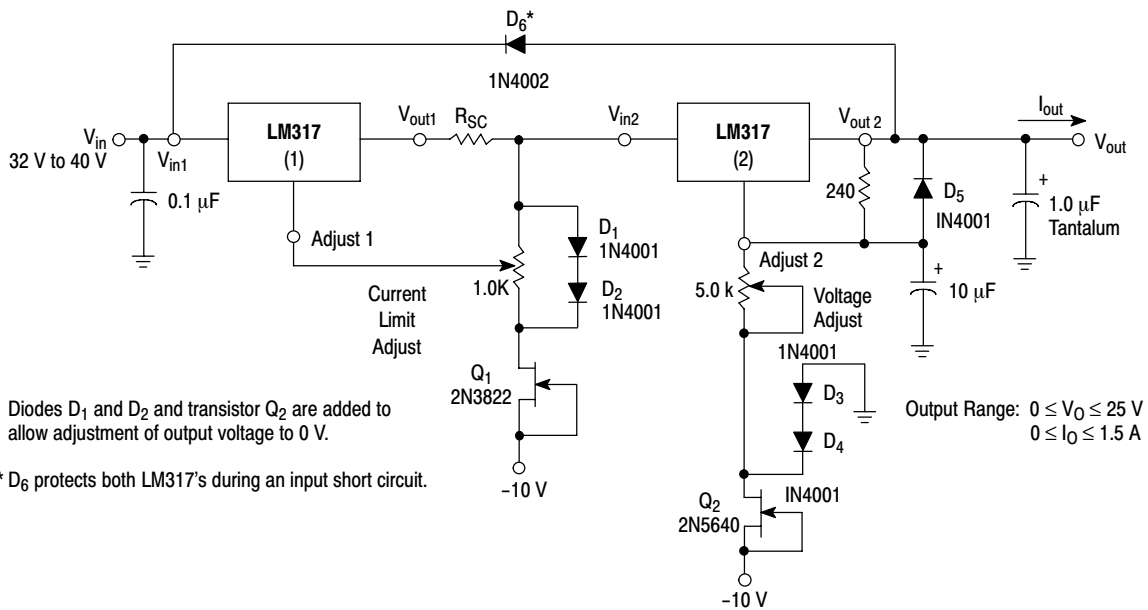 D6*
1N4002
Vin
32 V to 40 V
Vin1
LM317
(1)
Vout1
RSC
Vin2
LM317
(2)
Vout 2
Iout
Vout
0.1 μF
Adjust 1
1.0K
D1
1N4001
D2
1N4001
Current
Limit
Adjust
240
D5
IN4001
+
1.0 μF
Tantalum
Adjust 2
5.0 k
Voltage
Adjust
+
10 μF
Q1
2N3822
–10 V
1N4001
D3
D4
IN4001
Q2
2N5640
–10 V
Output Range: 0 ≤ VO ≤ 25 V
0 ≤ IO ≤ 1.5 A
Diodes D1 and D2 and transistor Q2 are added to
allow adjustment of output voltage to 0 V.
* D6 protects both LM317's during an input short circuit.